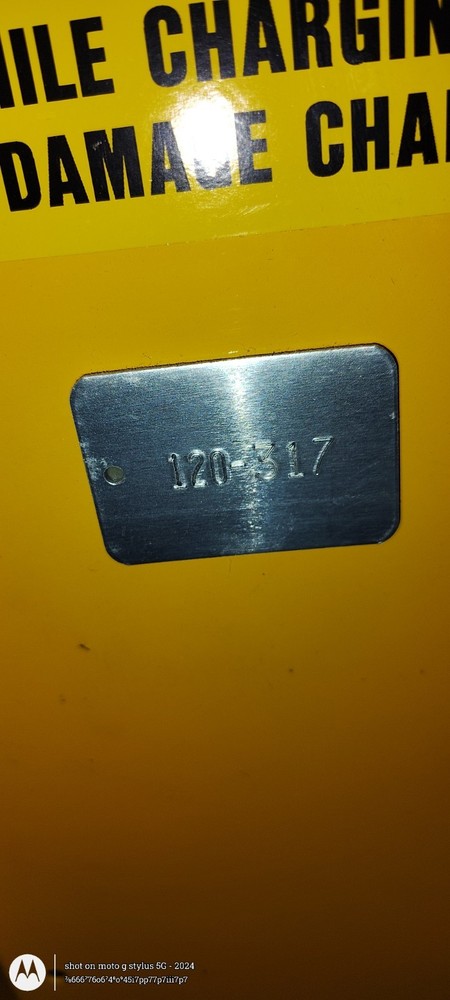 HILE CHARGIN
DAMAGE CHA
120-317
shot on moto g stylus 5G - 2024